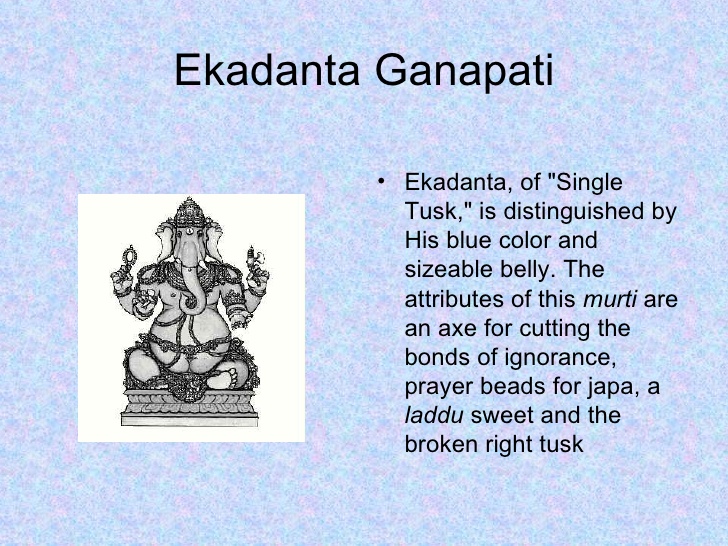 Ekadanta Ganapati
• Ekadanta, of "Single
Tusk," is distinguished by
His blue color and
sizeable belly. The
attributes of this murti are
an axe for cutting the
bonds of ignorance,
prayer beads for japa, a
laddu sweet and the
broken right tusk